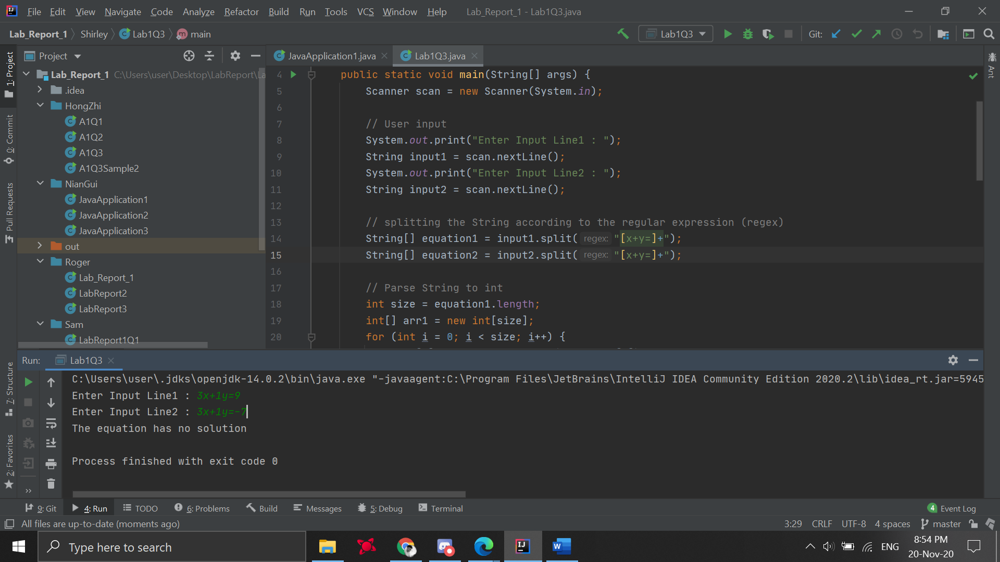 File Edit View Navigate Code Analyze Refactor Build Run Tools VCS Window Help Lab_Report_1 - Lab1Q3.java
Lab_Report_1 Shirley Lab1Q3 main Lab1Q3 Git:
1: Project
0: Commit
Pull Requests
7: Structure
2: Favorites
Ant
Project
Lab_Report_1 C:\Users\user\Desktop\LabReport\La
.idea
HongZhi
A1Q1
A1Q2
A1Q3
A1Q3Sample2
NianGui
JavaApplication1
JavaApplication2
JavaApplication3
out
Roger
Lab_Report_1
LabReport2
LabReport3
Sam
LabReport1Q1
JavaApplication1.java Lab1Q3.java
4 public static void main(String[] args) {
5 Scanner scan = new Scanner(System.in);
6
7 // User input
8 System.out.print("Enter Input Line1 : ");
9 String input1 = scan.nextLine();
10 System.out.print("Enter Input Line2 : ");
11 String input2 = scan.nextLine();
12
13 // splitting the String according to the regular expression (regex)
14 String[] equation1 = input1.split( regex: "[x+y=]+");
15 String[] equation2 = input2.split( regex: "[x+y=]+");
16
17 // Parse String to int
18 int size = equation1.length;
19 int[] arr1 = new int[size];
20 for (int i = 0; i < size; i++) {
Run: Lab1Q3
C:\Users\user\.jdks\openjdk-14.0.2\bin\java.exe "-javaagent:C:\Program Files\JetBrains\IntelliJ IDEA Community Edition 2020.2\lib\idea_rt.jar=5945
Enter Input Line1 : 3x+1y=9
Enter Input Line2 : 3x+1y=-7
The equation has no solution
Process finished with exit code 0
9: Git 4: Run TODO 6: Problems Build Messages 5: Debug Terminal 4 Event Log
All files are up-to-date (moments ago) 3:29 CRLF UTF-8 4 spaces master
Type here to search ENG
8:54 PM
20-Nov-20